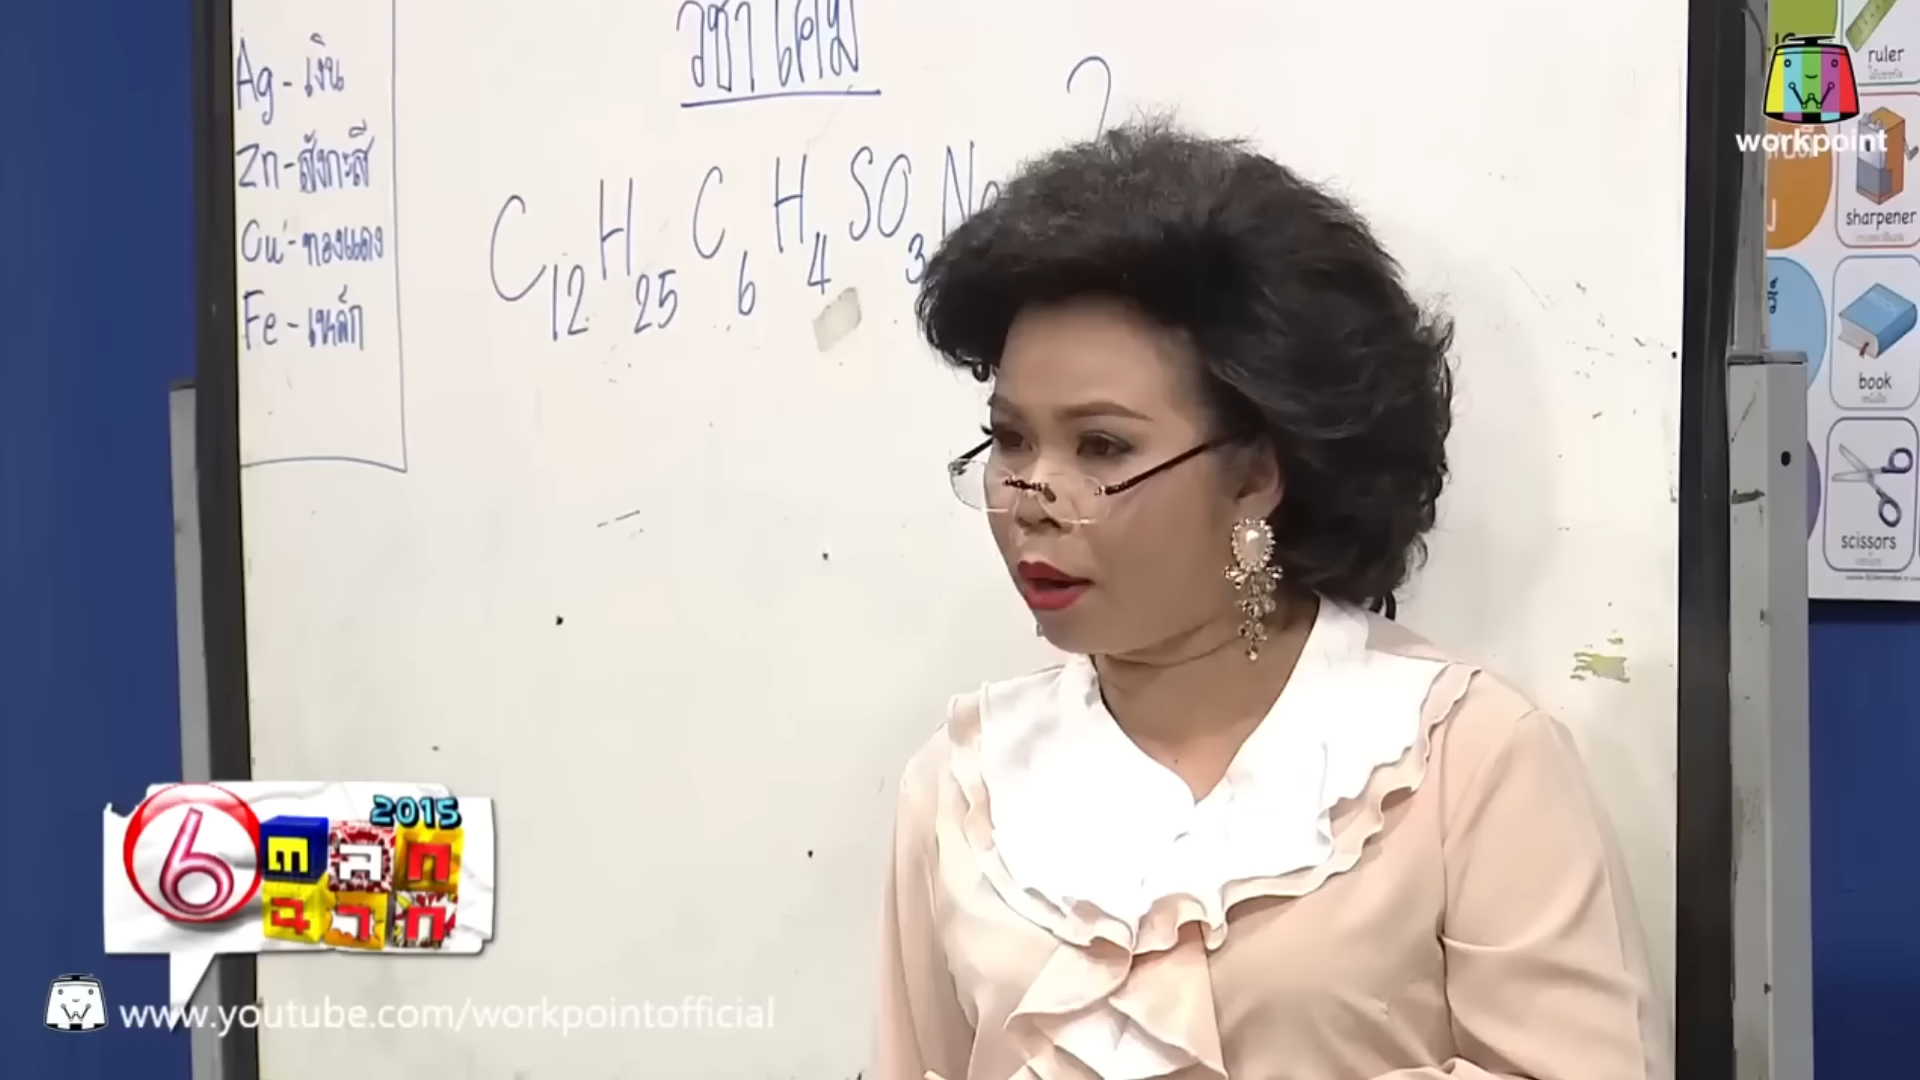 วิชา เคมี
Ag - เงิน
Zn - สังกะสี
Cu - ทองแดง
Fe - เหล็ก
?
C12H25C6H4SO3Na
ruler
workpoint
sharpener
book
scissors
2015
6 ตลก
ฉาก
www.youtube.com/workpointofficial